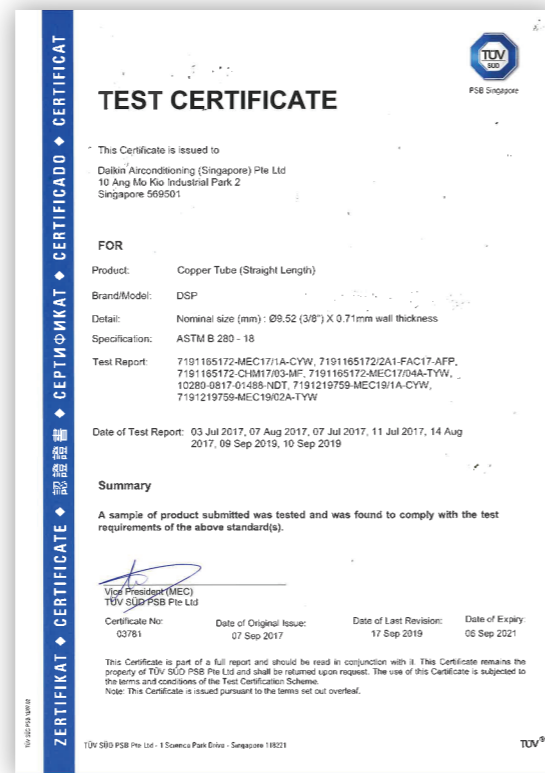 ZERTIFIKAT ◆ CERTIFICATE ◆ 認證證書 ◆ СЕРТИФИКАТ ◆ CERTIFICADO ◆ CERTIFICAT
TÜV
SÜD
PSB Singapore
TEST CERTIFICATE
This Certificate is issued to
Daikin Airconditioning (Singapore) Pte Ltd
10 Ang Mo Kio Industrial Park 2
Singapore 569501
FOR
Product: Copper Tube (Straight Length)
Brand/Model: DSP
Detail: Nominal size (mm) : Ø9.52 (3/8") X 0.71mm wall thickness
Specification: ASTM B 280 - 18
Test Report: 7191165172-MEC17/1A-CYW, 7191165172/2A1-FAC17-AFP,
7191165172-CHM17/03-MF, 7191165172-MEC17/04A-TYW,
10280-0817-01488-NDT, 7191219759-MEC19/1A-CYW,
7191219759-MEC19/02A-TYW
Date of Test Report: 03 Jul 2017, 07 Aug 2017, 07 Jul 2017, 11 Jul 2017, 14 Aug
2017, 09 Sep 2019, 10 Sep 2019
Summary
A sample of product submitted was tested and was found to comply with the test
requirements of the above standard(s).
Vice President (MEC)
TÜV SÜD PSB Pte Ltd
Certificate No: Date of Original Issue: Date of Last Revision: Date of Expiry:
03781 07 Sep 2017 17 Sep 2019 06 Sep 2021
This Certificate is part of a full report and should be read in conjunction with it. This Certificate remains the
property of TÜV SÜD PSB Pte Ltd and shall be returned upon request. The use of this Certificate is subjected to
the terms and conditions of the Test Certification Scheme.
Note: This Certificate is issued pursuant to the terms set out overleaf.
TÜV SÜD PSB Pte Ltd - 1 Science Park Drive - Singapore 118221
TÜV®